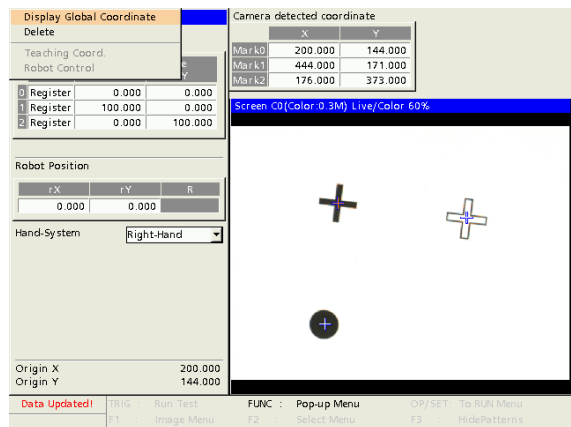 Display Global Coordinate
Delete
Teaching Coord.
Robot Control
e
Y
0 Register 0.000 0.000
1 Register 100.000 0.000
2 Register 0.000 100.000
Robot Position
rX rY R
0.000 0.000
Hand-System Right-Hand
Origin X 200.000
Origin Y 144.000
Camera detected coordinate
X Y
Mark0 200.000 144.000
Mark1 444.000 171.000
Mark2 176.000 373.000
Screen C0(Color:0.3M) Live/Color 60%
Data Updated! TRIG : Run Test FUNC : Pop-up Menu OP/SET: To RUN Menu
F1 : Image Menu F2 : Select Menu F3 : HidePatterns